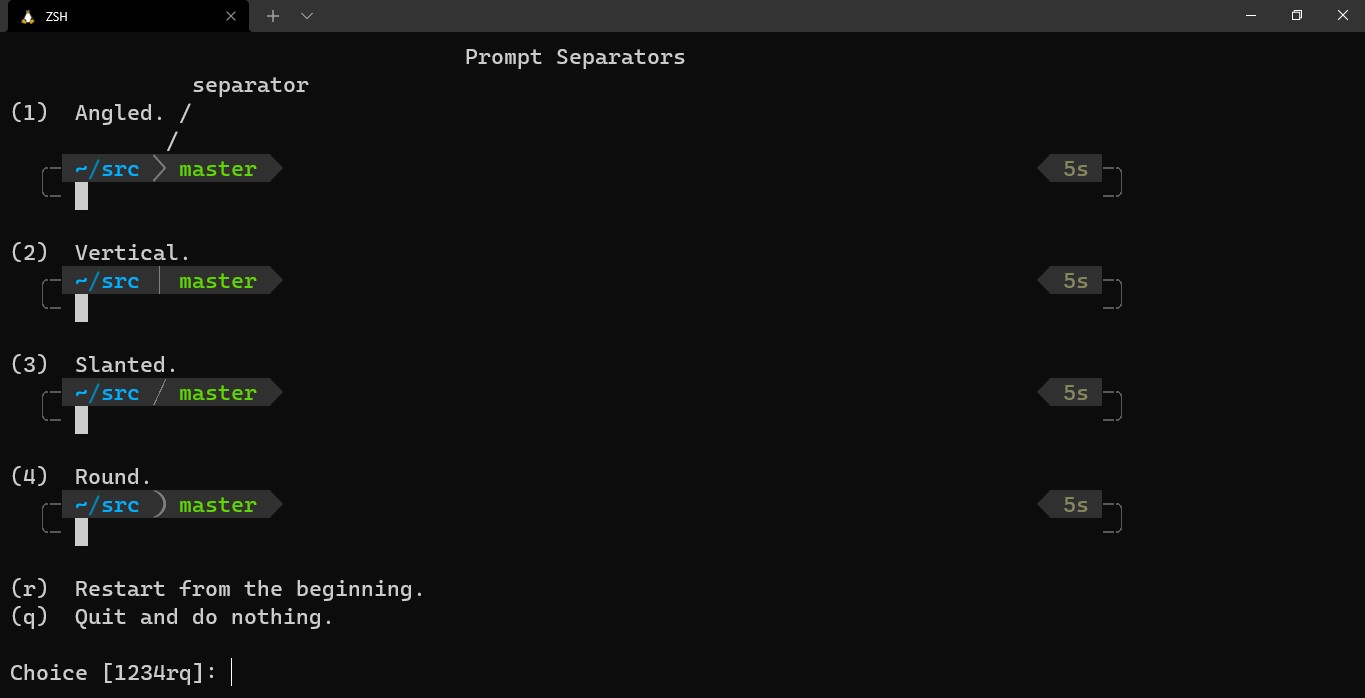 ZSH
Prompt Separators
separator
(1) Angled. /
/
~/src master 5s
(2) Vertical.
~/src master 5s
(3) Slanted.
~/src master 5s
(4) Round.
~/src master 5s
(r) Restart from the beginning.
(q) Quit and do nothing.
Choice [1234rq]: